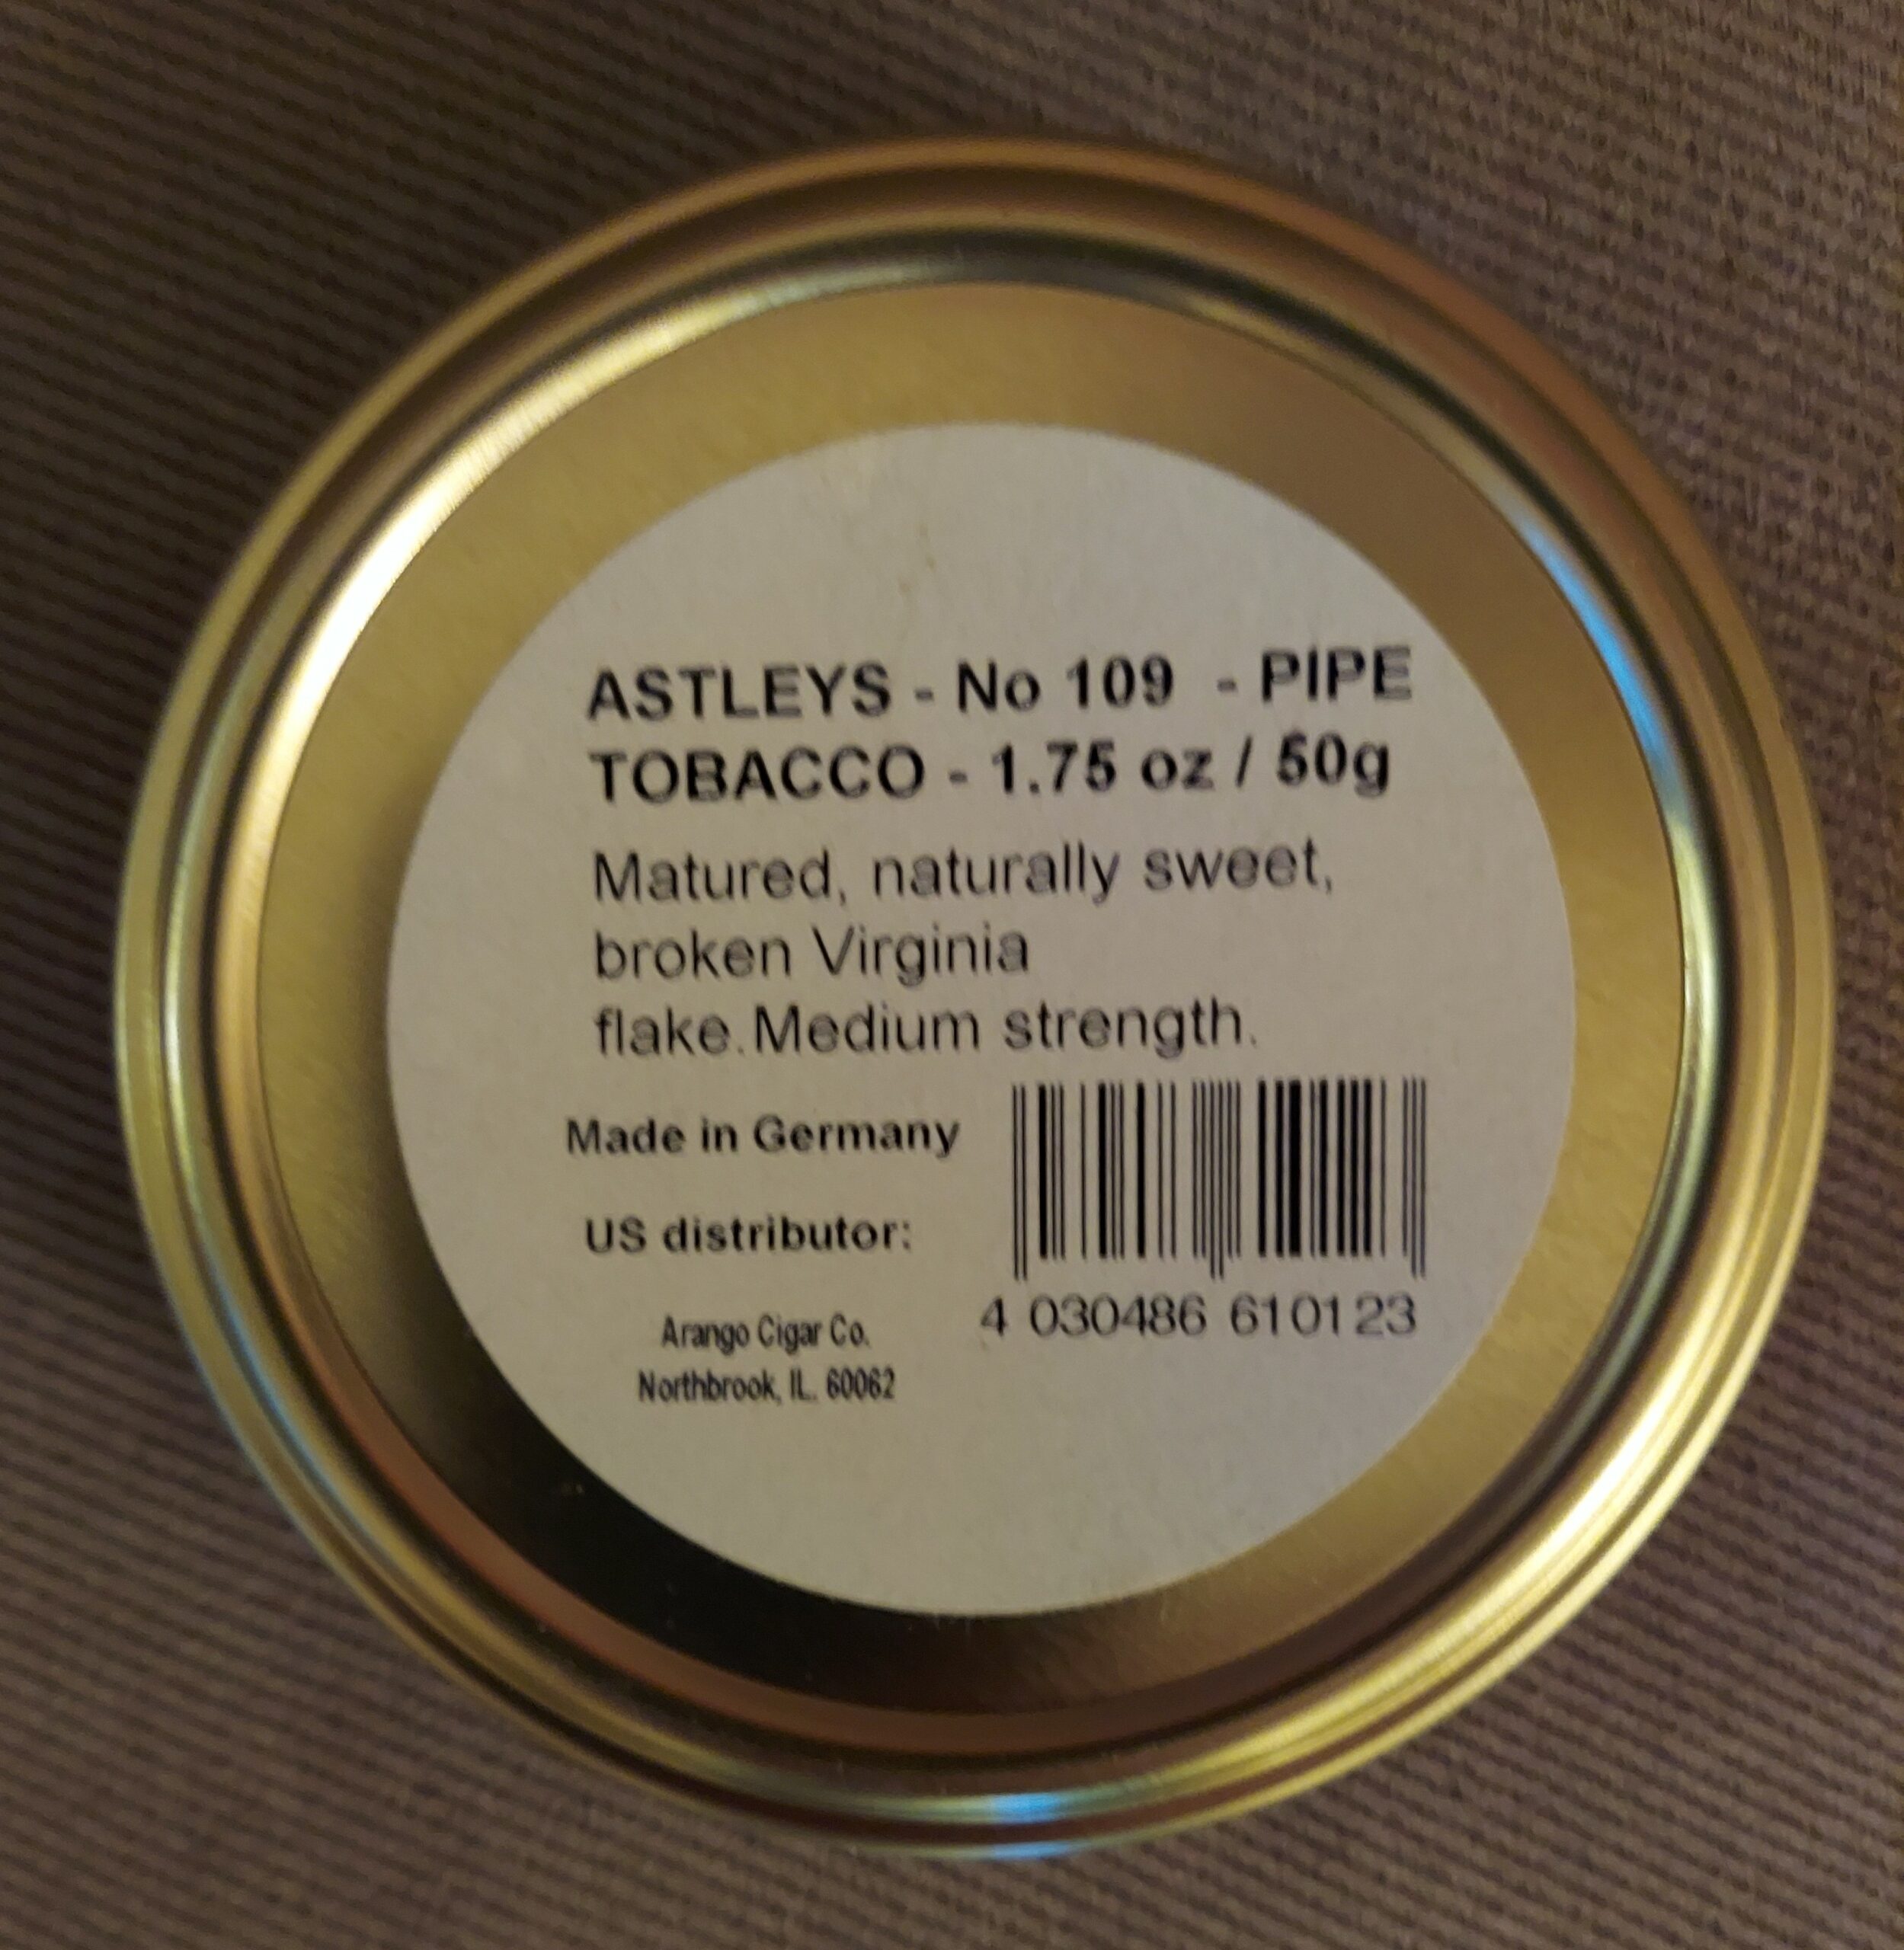 ASTLEYS - No 109 - PIPE
TOBACCO - 1.75 oz / 50g
Matured, naturally sweet,
broken Virginia
flake.Medium strength.
Made in Germany
US distributor:
Arango Cigar Co.
Northbrook, IL. 60062
4 030486 610123